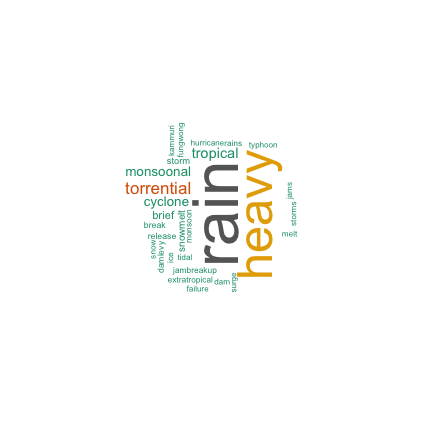 kammuri
fungwong
hurricanerains
typhoon
storm
tropical
monsoonal
torrential
cyclone
brief
break
release
snowmelt
monsoon
snow
damlevy
ice
tidal
jambreakup
extratropical
dam
failure
surge
rain
heavy
jams
storms
melt